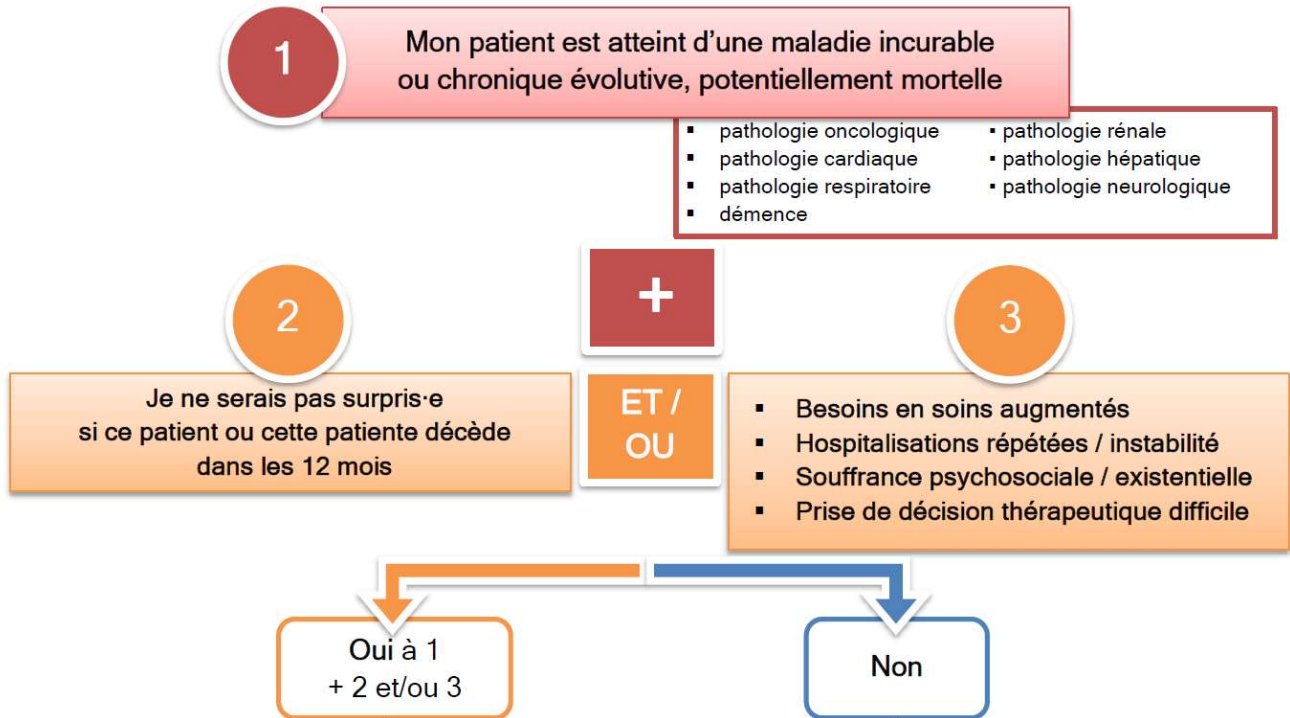 1
Mon patient est atteint d’une maladie incurable
ou chronique évolutive, potentiellement mortelle
▪ pathologie oncologique
▪ pathologie cardiaque
▪ pathologie respiratoire
▪ démence
▪ pathologie rénale
▪ pathologie hépatique
▪ pathologie neurologique
+
2
Je ne serais pas surpris·e
si ce patient ou cette patiente décède
dans les 12 mois
ET /
OU
3
▪ Besoins en soins augmentés
▪ Hospitalisations répétées / instabilité
▪ Souffrance psychosociale / existentielle
▪ Prise de décision thérapeutique difficile
Oui à 1
+ 2 et/ou 3
Non